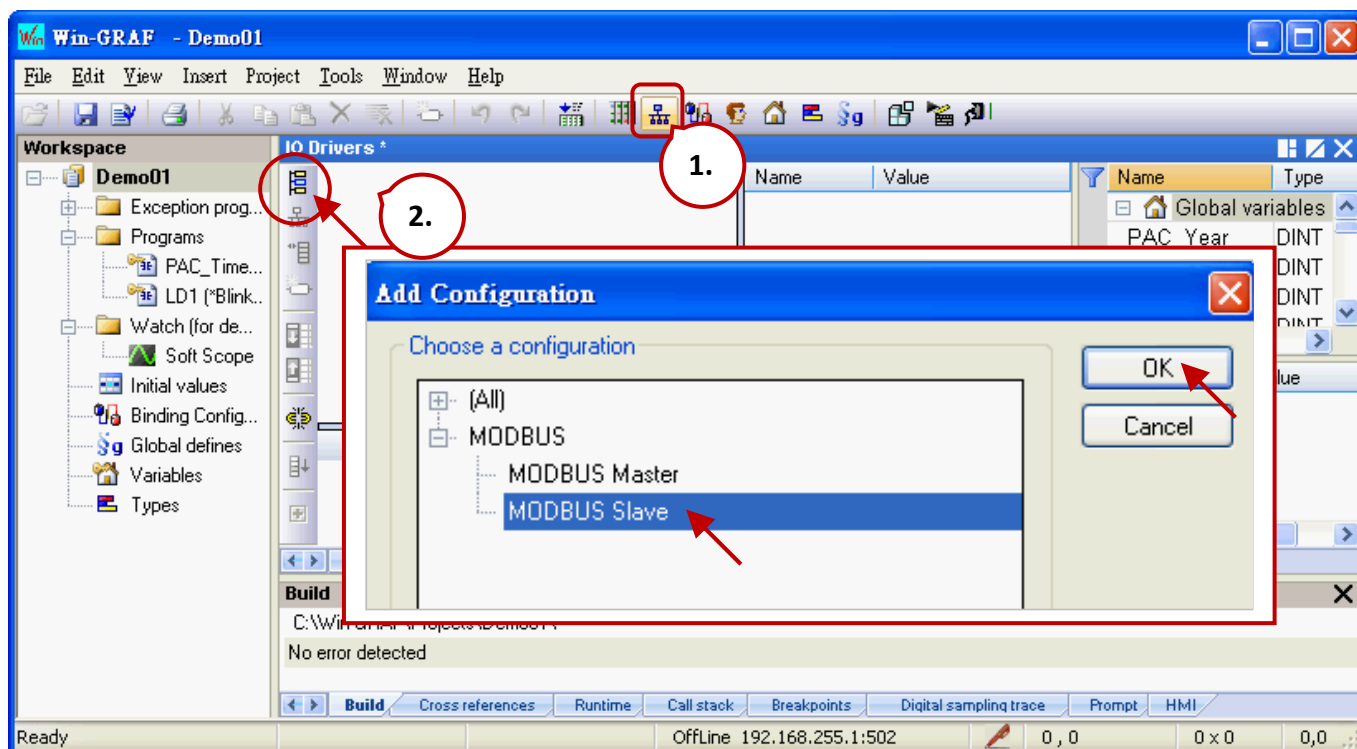 Win-GRAF - Demo01
File Edit View Insert Project Tools Window Help
1.
Workspace
IO Drivers *
Name Value
Name Type
Demo01
Exception prog...
Programs
PAC_Time...
LD1 (*Blink..
Watch (for de...
Soft Scope
Initial values
Binding Config...
Global defines
Variables
Types
2.
Global variables
PAC_Year DINT
DINT
DINT
DINT
lue
Add Configuration
Choose a configuration
(All)
MODBUS
MODBUS Master
MODBUS Slave
OK
Cancel
Build
No error detected
Build Cross references Runtime Call stack Breakpoints Digital sampling trace Prompt HMI
Ready OffLine 192.168.255.1:502 0 , 0 0 x 0 0,0